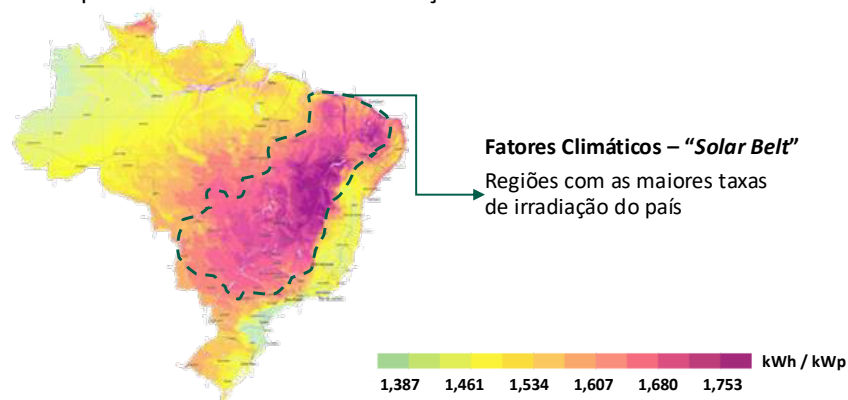 Fatores Climáticos – “Solar Belt”
Regiões com as maiores taxas
de irradiação do país
kWh / kWp
1,387 1,461 1,534 1,607 1,680 1,753